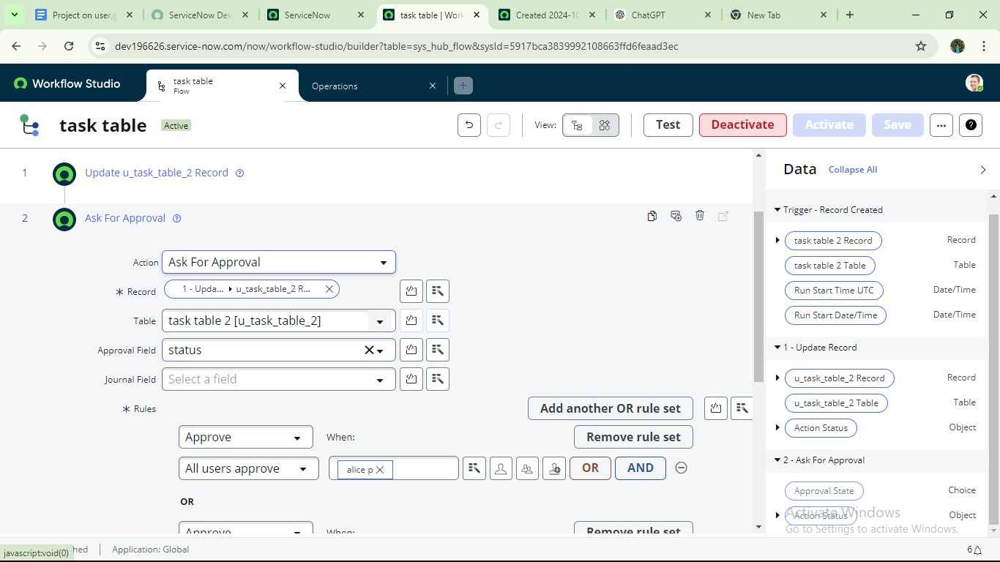 Project on user,g
ServiceNow Dev
ServiceNow
task table | Work
Created 2024-10
ChatGPT
New Tab
dev196626.service-now.com/now/workflow-studio/builder?table=sys_hub_flow&sysId=5917bca3839992108663ffd6feaad3ec
Workflow Studio
task table
Flow
Operations
task table
Active
View:
Test
Deactivate
Activate
Save
1
Update u_task_table_2 Record
2
Ask For Approval
Action
Ask For Approval
* Record
1 - Upda... ▸ u_task_table_2 R...
Table
task table 2 [u_task_table_2]
Approval Field
status
Journal Field
Select a field
* Rules
Add another OR rule set
Approve
When:
Remove rule set
All users approve
alice p
OR
AND
OR
Approve
When:
Remove rule set
Data
Collapse All
Trigger - Record Created
task table 2 Record
Record
task table 2 Table
Table
Run Start Time UTC
Date/Time
Run Start Date/Time
Date/Time
1 - Update Record
u_task_table_2 Record
Record
u_task_table_2 Table
Table
Action Status
Object
2 - Ask For Approval
Approval State
Choice
Action Status
Object
Activate Windows
Go to Settings to activate Windows.
javascript:void(0)
hed
Application: Global
6